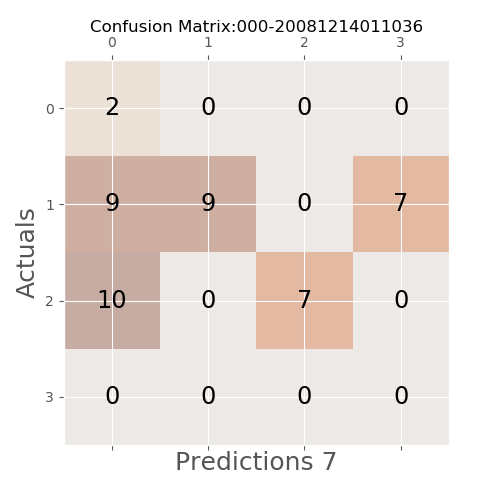 Confusion Matrix:000-20081214011036
0 1 2 3
0 2 0 0 0
1 9 9 0 7
2 10 0 7 0
3 0 0 0 0
Actuals
Predictions 7